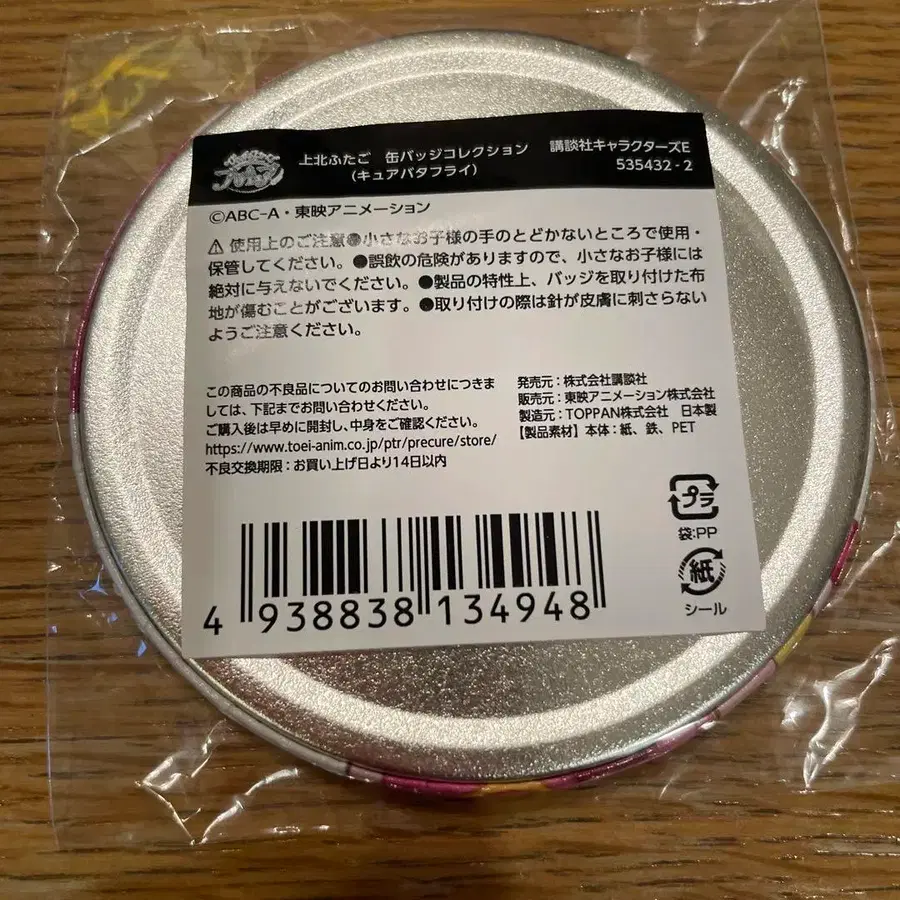 上北ふたご 缶バッジコレクション
(キュアバタフライ)
講談社キャラクターズE
535432-2
©ABC-A・東映アニメーション
⚠ 使用上のご注意●小さなお子様の手のとどかないところで使用・
保管してください。●誤飲の危険がありますので、小さなお子様には
絶対に与えないでください。●製品の特性上、バッジを取り付けた布
地が傷むことがございます。●取り付けの際は針が皮膚に刺さらない
ようご注意ください。
この商品の不良品についてのお問い合わせにつきま
しては、下記までお問い合わせください。
ご購入後は早めに開封し、中身をご確認ください。
https://www.toei-anim.co.jp/ptr/precure/store/
不良交換期限：お買い上げ日より14日以内
発売元：株式会社講談社
販売元：東映アニメーション株式会社
製造元：TOPPAN株式会社 日本製
【製品素材】本体：紙、鉄、PET
プラ
袋:PP
紙
シール
4 938838 134948